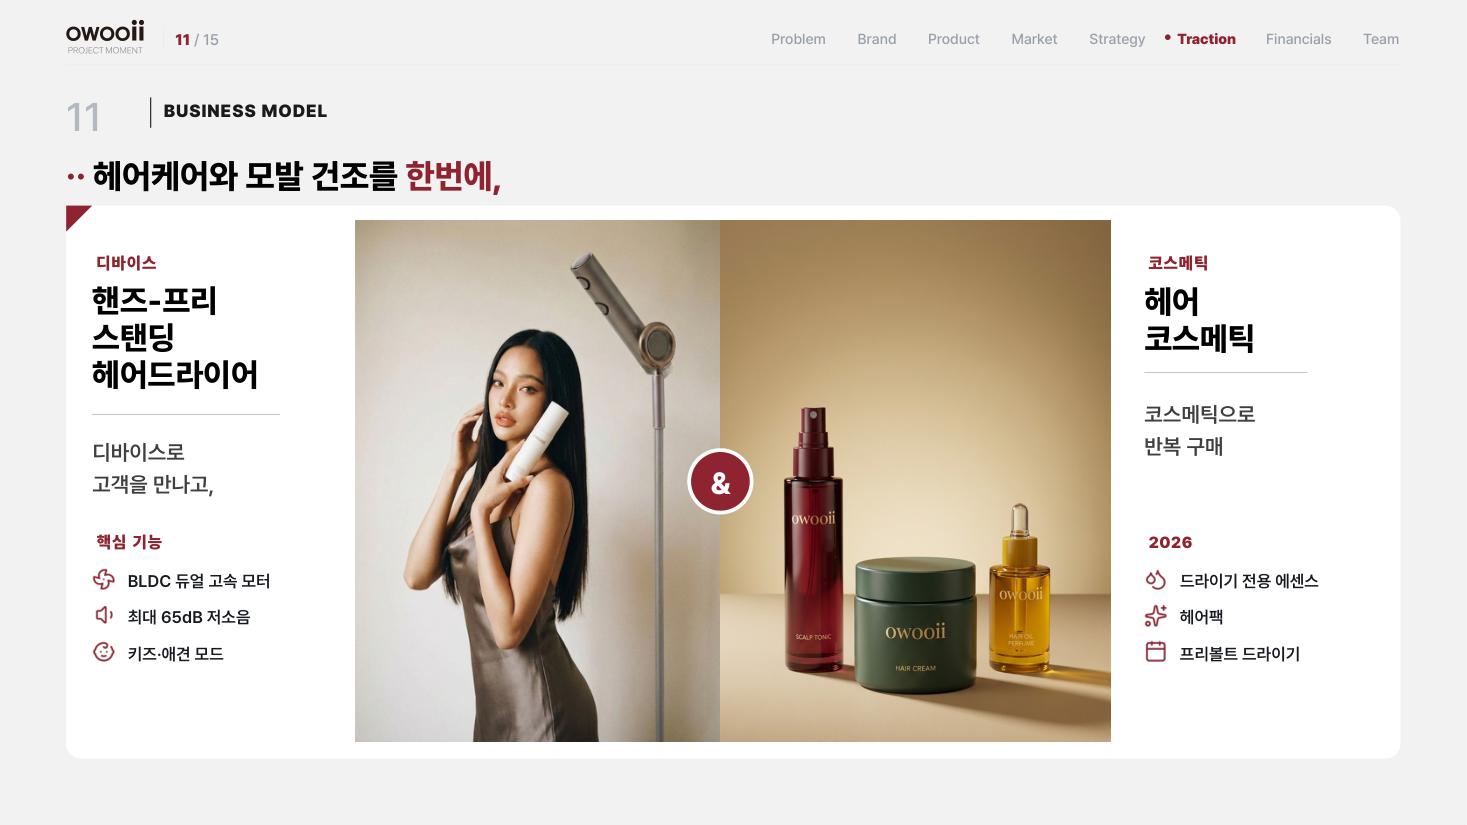 owooii
PROJECT MOMENT
11 / 15
Problem
Brand
Product
Market
Strategy
• Traction
Financials
Team
11
BUSINESS MODEL
•• 헤어케어와 모발 건조를 한번에,
디바이스
핸즈-프리
스탠딩
헤어드라이어
디바이스로
고객을 만나고,
핵심 기능
BLDC 듀얼 고속 모터
최대 65dB 저소음
키즈·애견 모드
&
owooii
SCALP TONIC
owooii
HAIR CREAM
owooii
HAIR OIL
PERFUME
코스메틱
헤어
코스메틱
코스메틱으로
반복 구매
2026
드라이기 전용 에센스
헤어팩
프리볼트 드라이기